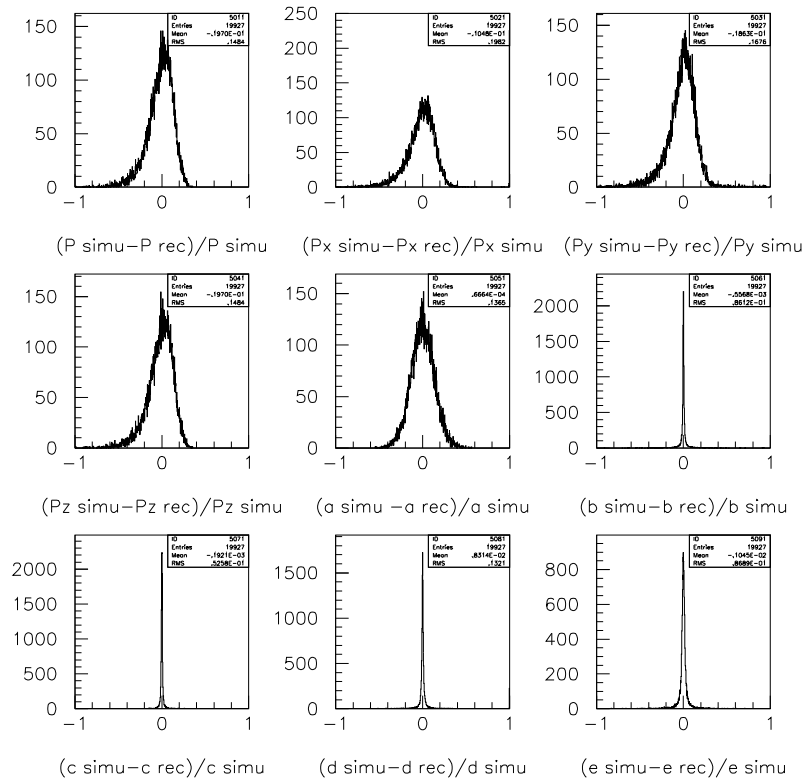 ID 5011
Entries 19927
Mean -.1970E-01
RMS .1484
150
100
50
0
-1 0 1
(P simu-P rec)/P simu
ID 5021
Entries 19927
Mean -.1048E-01
RMS .1982
250
200
150
100
50
0
-1 0 1
(Px simu-Px rec)/Px simu
ID 5031
Entries 19927
Mean -.1863E-01
RMS .1676
150
100
50
0
-1 0 1
(Py simu-Py rec)/Py simu
ID 5041
Entries 19927
Mean -.1970E-01
RMS .1484
150
100
50
0
-1 0 1
(Pz simu-Pz rec)/Pz simu
ID 5051
Entries 19927
Mean .6664E-04
RMS .1365
150
100
50
0
-1 0 1
(a simu -a rec)/a simu
ID 5061
Entries 19927
Mean -.5568E-03
RMS .8612E-01
2000
1500
1000
500
0
-1 0 1
(b simu-b rec)/b simu
ID 5071
Entries 19927
Mean -.1921E-03
RMS .5258E-01
2000
1500
1000
500
0
-1 0 1
(c simu-c rec)/c simu
ID 5081
Entries 19927
Mean .8314E-02
RMS .1321
1500
1000
500
0
-1 0 1
(d simu-d rec)/d simu
ID 5091
Entries 19927
Mean -.1045E-02
RMS .8689E-01
800
600
400
200
0
-1 0 1
(e simu-e rec)/e simu